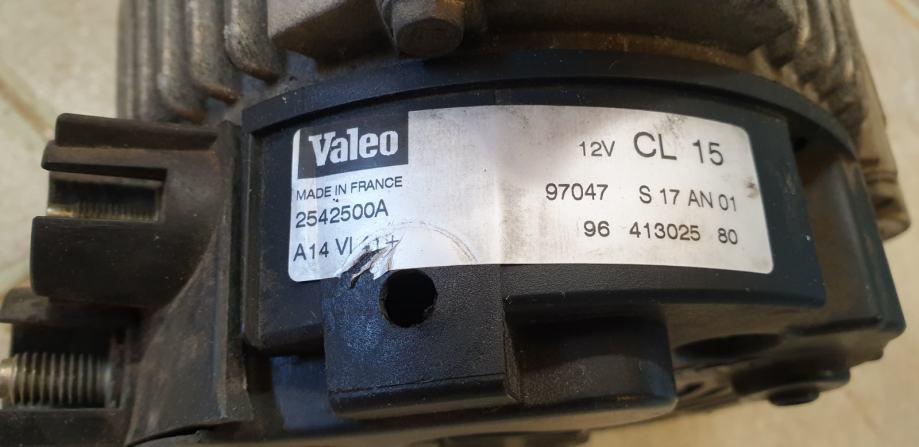 Valeo
12V CL 15
MADE IN FRANCE
97047 S 17 AN 01
2542500A
96 413025 80
A14 VI